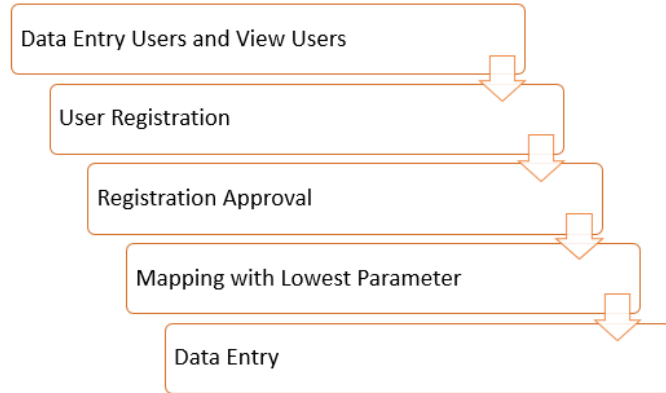 Data Entry Users and View Users
User Registration
Registration Approval
Mapping with Lowest Parameter
Data Entry